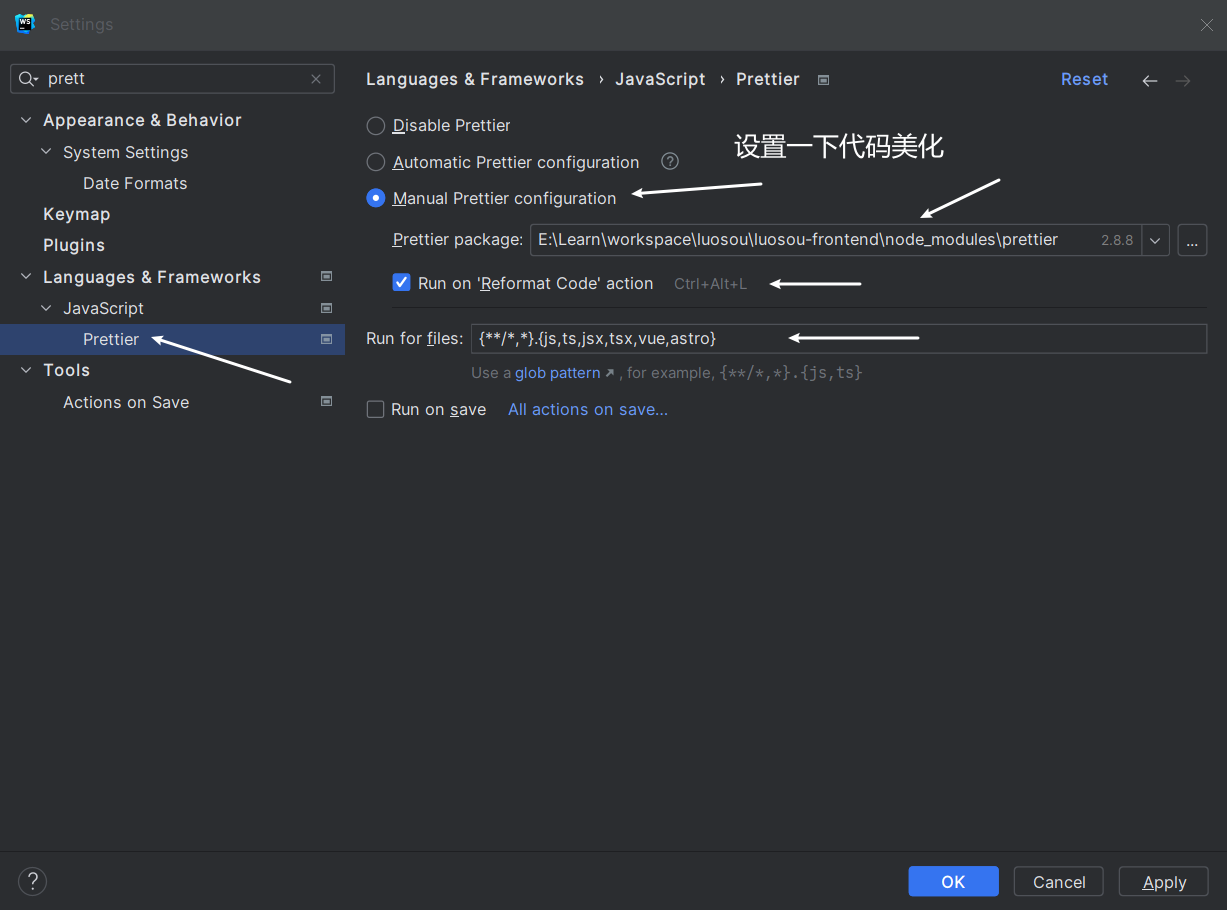 WS
Settings
prett
Appearance & Behavior
System Settings
Date Formats
Keymap
Plugins
Languages & Frameworks
JavaScript
Prettier
Tools
Actions on Save
Languages & Frameworks › JavaScript › Prettier
Reset
Disable Prettier
Automatic Prettier configuration ?
设置一下代码美化
Manual Prettier configuration
Prettier package: E:\Learn\workspace\luosou\luosou-frontend\node_modules\prettier 2.8.8 ...
Run on 'Reformat Code' action Ctrl+Alt+L
Run for files: {**/*,*}.{js,ts,jsx,tsx,vue,astro}
Use a glob pattern ↗, for example, {**/*,*}.{js,ts}
Run on save All actions on save...
?
OK Cancel Apply